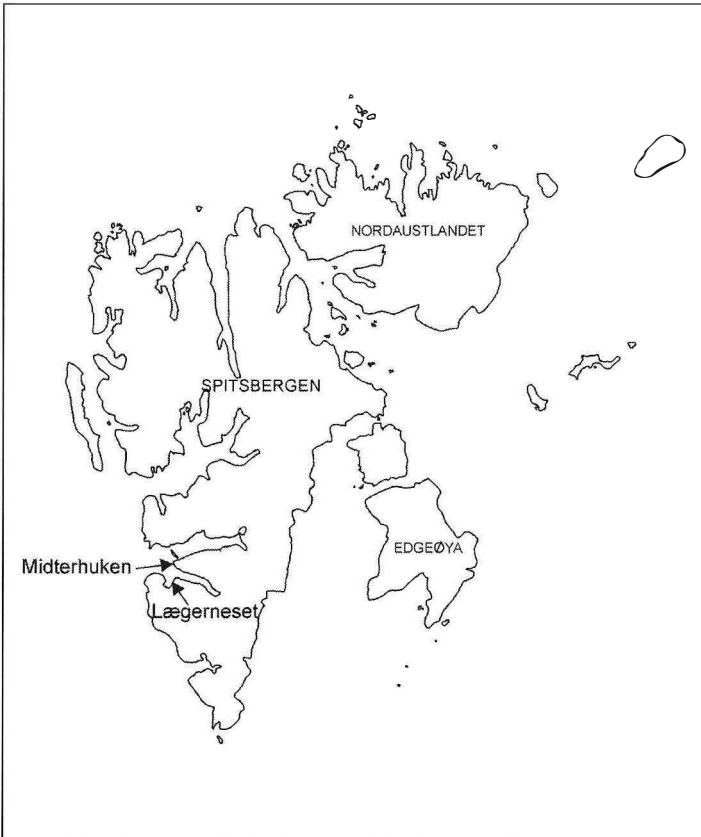 NORDAUSTLANDET
SPITSBERGEN
EDGEØYA
Midterhuken
Lægerneset